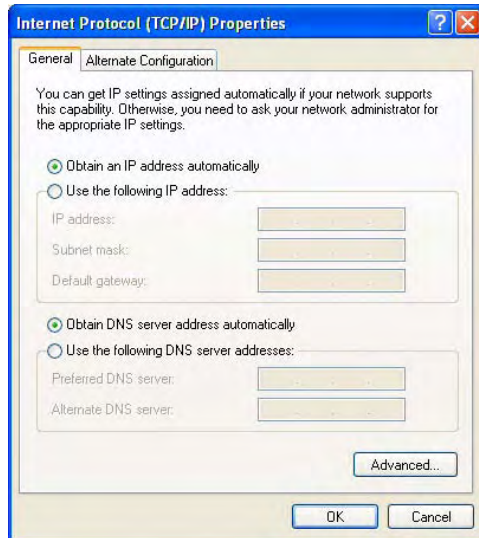 Internet Protocol (TCP/IP) Properties
General
Alternate Configuration
You can get IP settings assigned automatically if your network supports
this capability. Otherwise, you need to ask your network administrator for
the appropriate IP settings.
Obtain an IP address automatically
Use the following IP address:
IP address:
Subnet mask:
Default gateway:
Obtain DNS server address automatically
Use the following DNS server addresses:
Preferred DNS server:
Alternate DNS server:
Advanced...
OK
Cancel